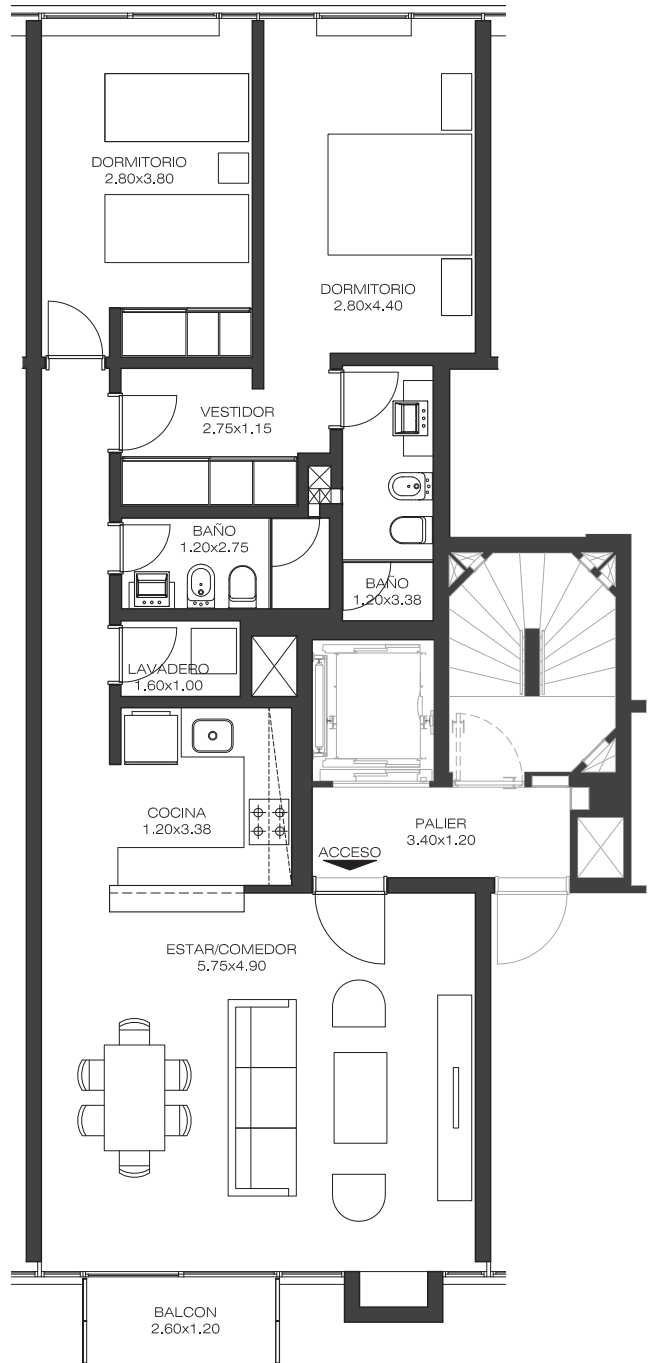 DORMITORIO
2.80x3.80
DORMITORIO
2.80x4.40
VESTIDOR
2.75x1.15
BAÑO
1.20x2.75
BAÑO
1.20x3.38
LAVADERO
1.60x1.00
COCINA
1.20x3.38
PALIER
3.40x1.20
ACCESO
ESTAR/COMEDOR
5.75x4.90
BALCON
2.60x1.20